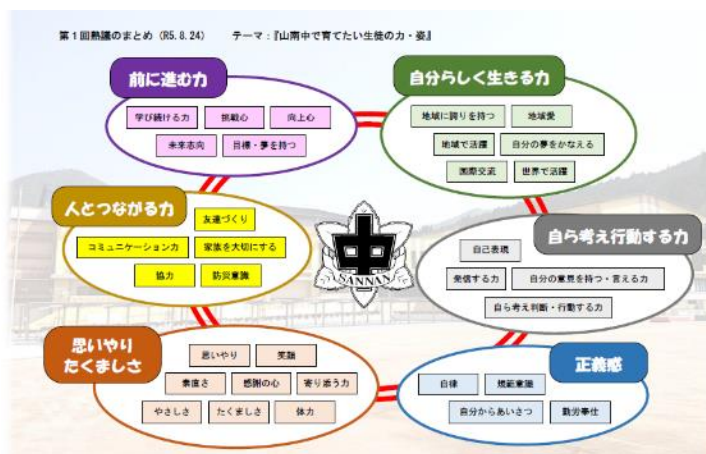 第1回熟議のまとめ（R5.8.24）　　テーマ：『山南中で育てたい生徒の力・姿』
前に進む力
学び続ける力　挑戦心　向上心
未来志向　目標・夢を持つ
自分らしく生きる力
地域に誇りを持つ　地域愛
地域で活躍　自分の夢をかなえる
国際交流　世界で活躍
人とつながる力
友達づくり
コミュニケーション力　家族を大切にする
協力　防災意識
中
SANNAN
自ら考え行動する力
自己表現
発信する力　自分の意見を持つ・言える力
自ら考え判断・行動する力
思いやり
たくましさ
思いやり　笑顔
素直さ　感謝の心　寄り添う力
やさしさ　たくましさ　体力
正義感
自律　規範意識
自分からあいさつ　勤労奉仕